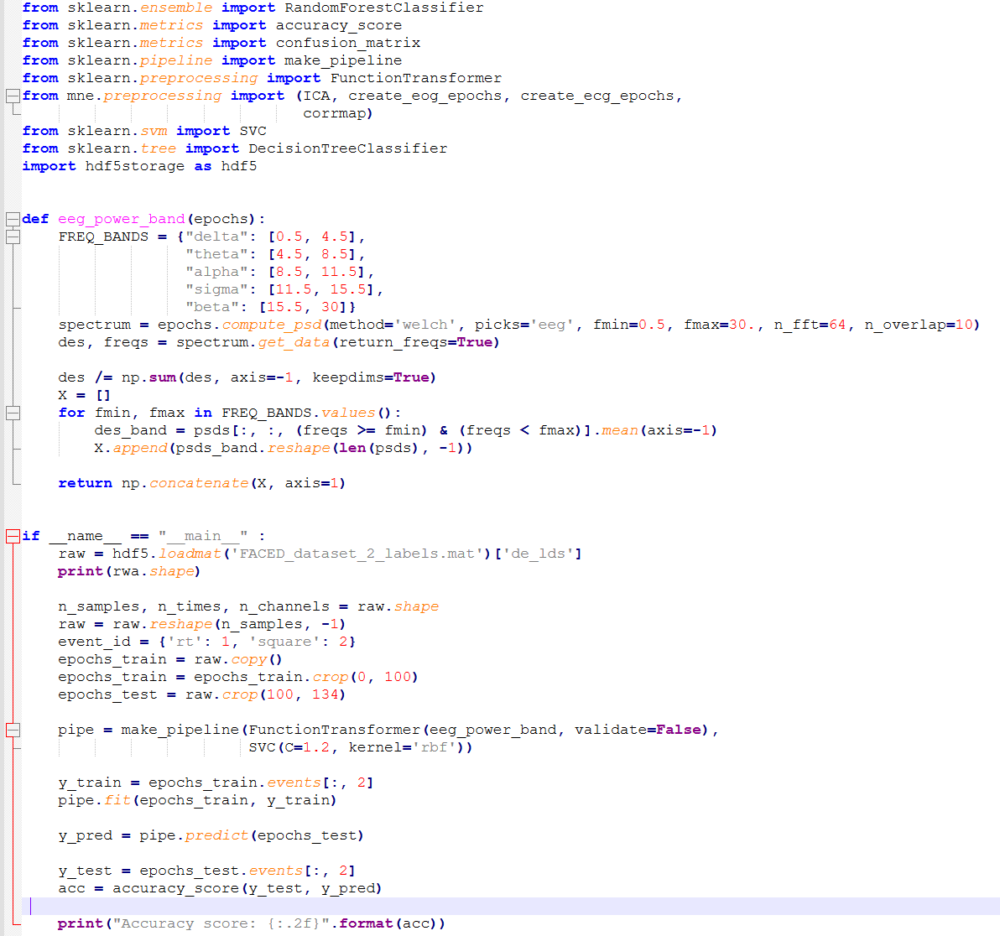 from sklearn.ensemble import RandomForestClassifier
from sklearn.metrics import accuracy_score
from sklearn.metrics import confusion_matrix
from sklearn.pipeline import make_pipeline
from sklearn.preprocessing import FunctionTransformer
from mne.preprocessing import (ICA, create_eog_epochs, create_ecg_epochs,
                               corrmap)
from sklearn.svm import SVC
from sklearn.tree import DecisionTreeClassifier
import hdf5storage as hdf5
def eeg_power_band(epochs):
    FREQ_BANDS = {"delta": [0.5, 4.5],
                  "theta": [4.5, 8.5],
                  "alpha": [8.5, 11.5],
                  "sigma": [11.5, 15.5],
                  "beta": [15.5, 30]}
    spectrum = epochs.compute_psd(method='welch', picks='eeg', fmin=0.5, fmax=30., n_fft=64, n_overlap=10)
    des, freqs = spectrum.get_data(return_freqs=True)
    des /= np.sum(des, axis=-1, keepdims=True)
    X = []
    for fmin, fmax in FREQ_BANDS.values():
        des_band = psds[:, :, (freqs >= fmin) & (freqs < fmax)].mean(axis=-1)
        X.append(psds_band.reshape(len(psds), -1))
    return np.concatenate(X, axis=1)
if __name__ == "__main__" :
    raw = hdf5.loadmat('FACED_dataset_2_labels.mat')['de_lds']
    print(rwa.shape)
    n_samples, n_times, n_channels = raw.shape
    raw = raw.reshape(n_samples, -1)
    event_id = {'rt': 1, 'square': 2}
    epochs_train = raw.copy()
    epochs_train = epochs_train.crop(0, 100)
    epochs_test = raw.crop(100, 134)
    pipe = make_pipeline(FunctionTransformer(eeg_power_band, validate=False),
                         SVC(C=1.2, kernel='rbf'))
    y_train = epochs_train.events[:, 2]
    pipe.fit(epochs_train, y_train)
    y_pred = pipe.predict(epochs_test)
    y_test = epochs_test.events[:, 2]
    acc = accuracy_score(y_test, y_pred)
    print("Accuracy score: {:.2f}".format(acc))